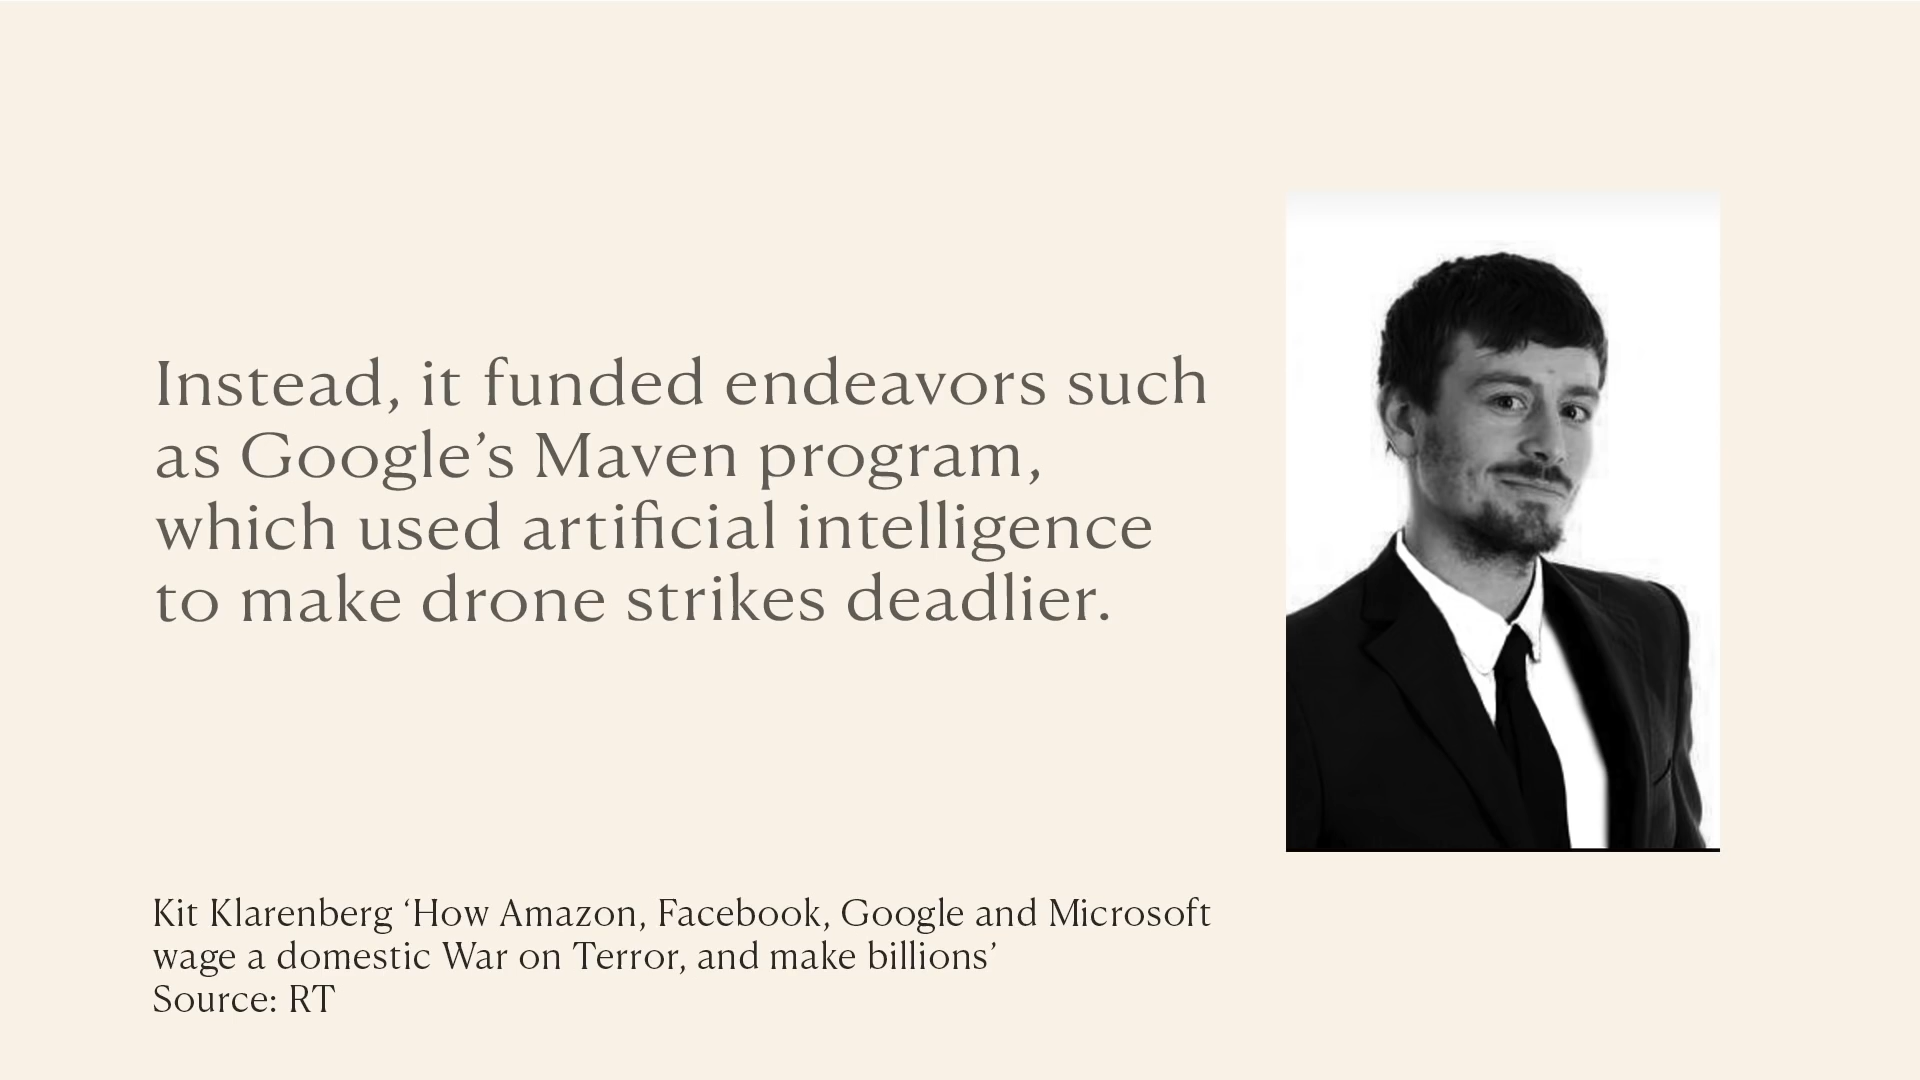 Instead, it funded endeavors such
as Google’s Maven program,
which used artificial intelligence
to make drone strikes deadlier.
Kit Klarenberg ‘How Amazon, Facebook, Google and Microsoft
wage a domestic War on Terror, and make billions’
Source: RT